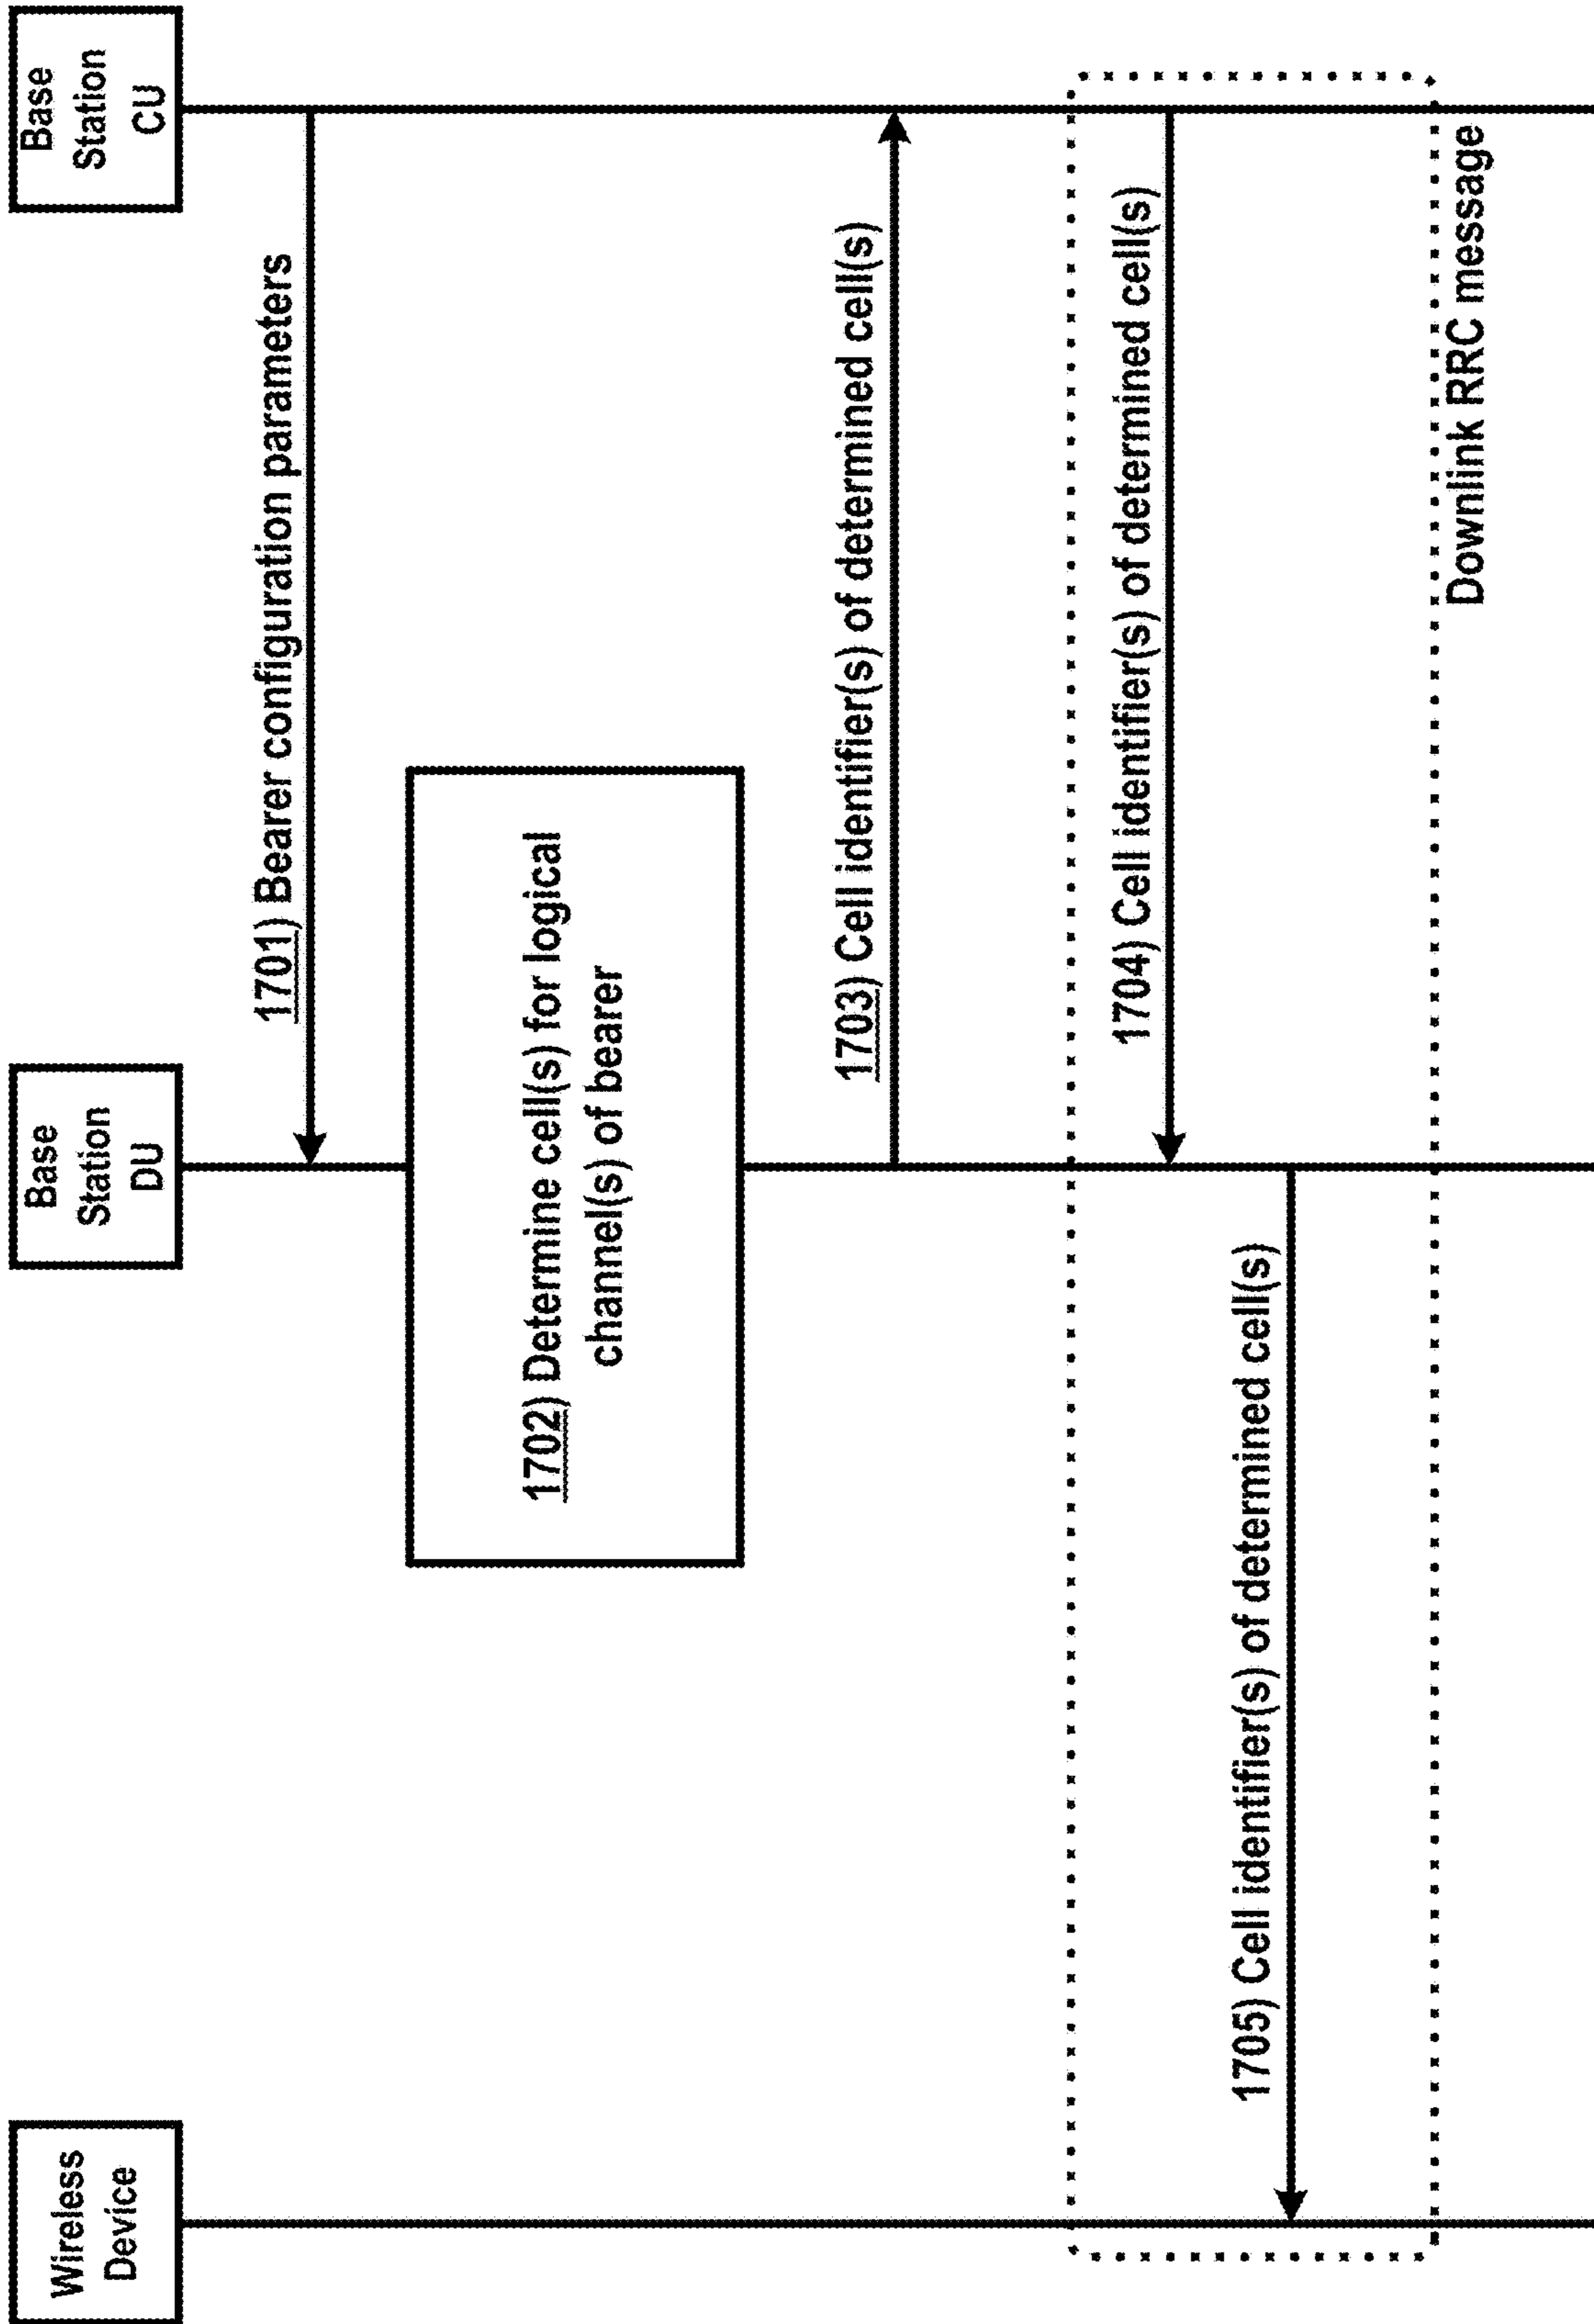 Wireless
Device
Base
Station
DU
Base
Station
CU
1701) Bearer configuration parameters
1702) Determine cell(s) for logical
channel(s) of bearer
1703) Cell identifier(s) of determined cell(s)
1704) Cell identifier(s) of determined cell(s)
1705) Cell identifier(s) of determined cell(s)
Downlink RRC message